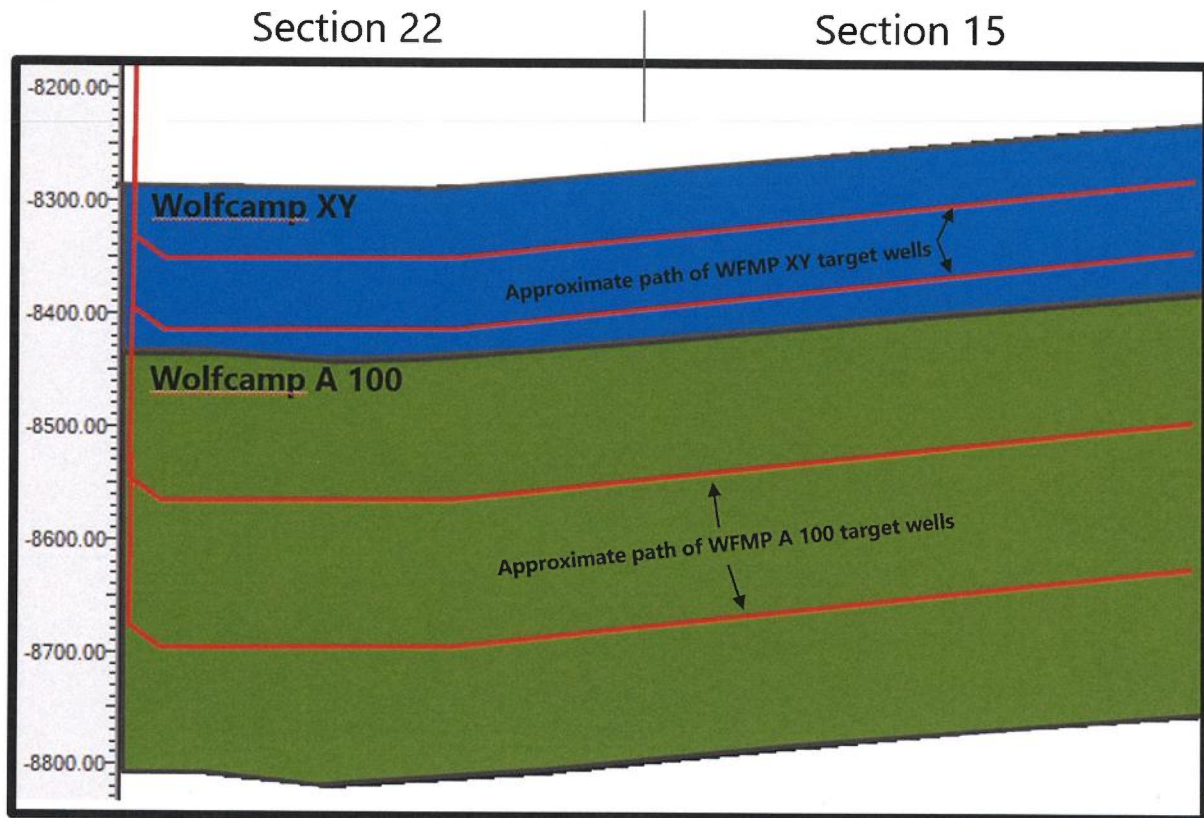 Section 22
Section 15
-8200.00
-8300.00
-8400.00
-8500.00
-8600.00
-8700.00
-8800.00
Wolfcamp XY
Approximate path of WFMP XY target wells
Wolfcamp A 100
Approximate path of WFMP A 100 target wells